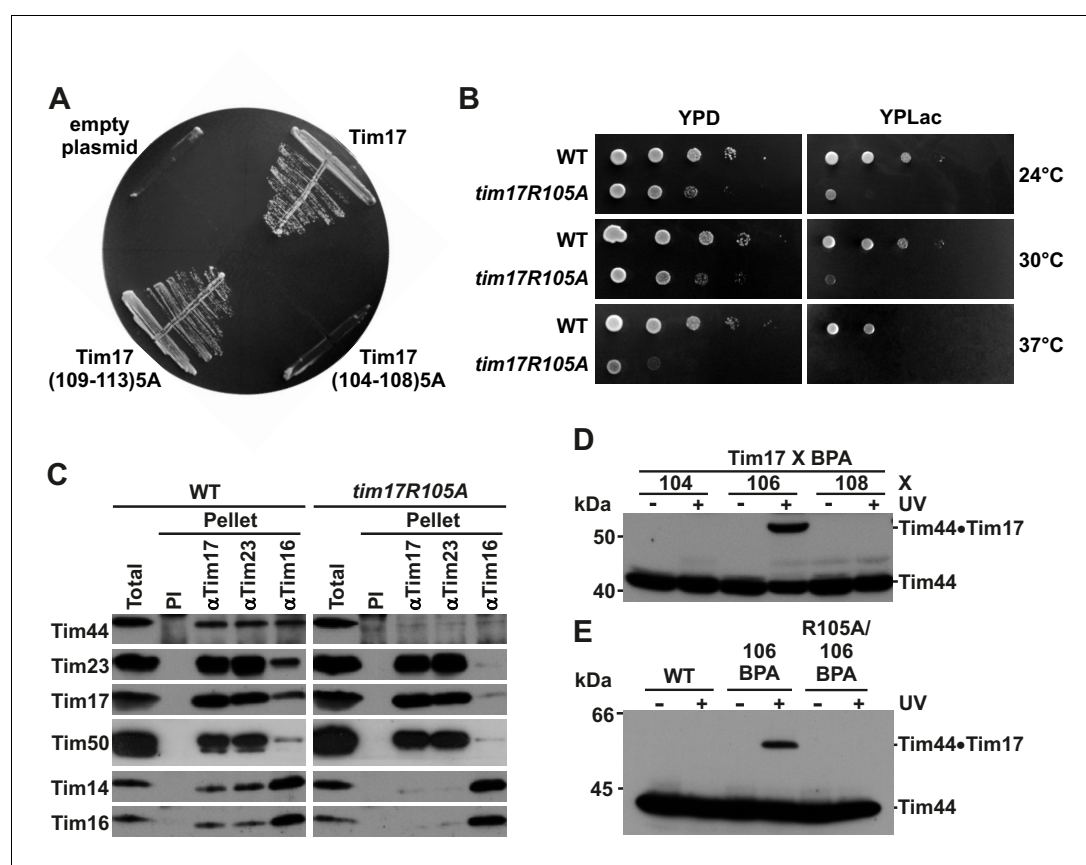 A
empty
plasmid
Tim17
Tim17
(109-113)5A
Tim17
(104-108)5A
B
YPD
YPLac
WT
tim17R105A
24°C
WT
tim17R105A
30°C
WT
tim17R105A
37°C
C
WT
tim17R105A
Pellet
Pellet
Total
PI
αTim17
αTim23
αTim16
Total
PI
αTim17
αTim23
αTim16
Tim44
Tim23
Tim17
Tim50
Tim14
Tim16
D
Tim17 X BPA
104 106 108 X
kDa - + - + - + UV
50
Tim44•Tim17
40
Tim44
E
R105A/
106 106
WT BPA BPA
kDa
- + - + - + UV
66
Tim44•Tim17
45
Tim44